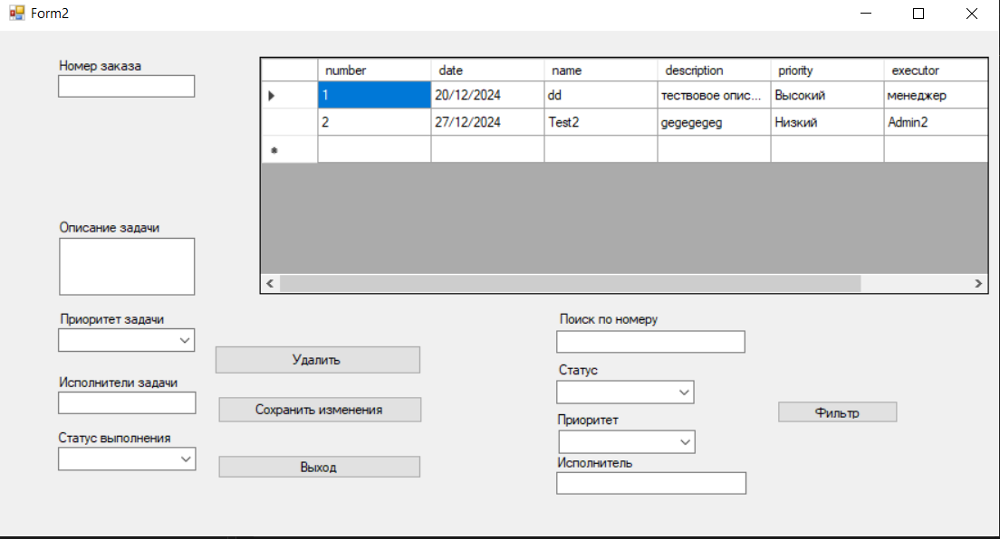 Form2
Номер заказа
number date name description priority executor
1 20/12/2024 dd тествовое опис... Высокий менеджер
2 27/12/2024 Test2 gegegegeg Низкий Admin2
Описание задачи
Приоритет задачи
Удалить
Исполнители задачи
Сохранить изменения
Статус выполнения
Выход
Поиск по номеру
Статус
Фильтр
Приоритет
Исполнитель